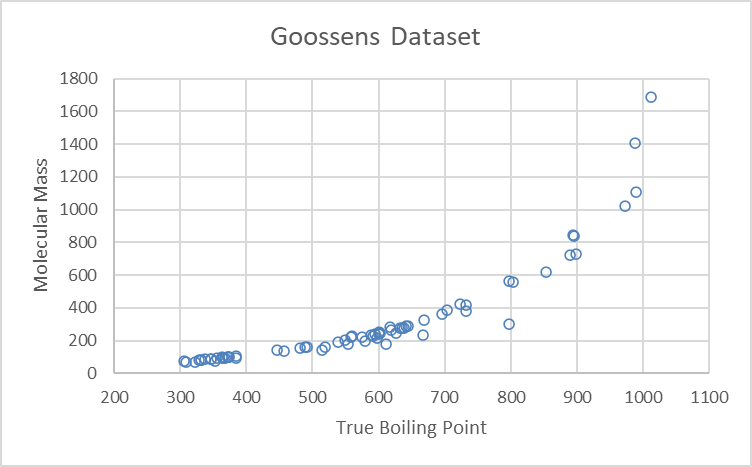 Goossens Dataset
1800
1600
1400
1200
1000
800
600
400
200
0
Molecular Mass
200 300 400 500 600 700 800 900 1000 1100
True Boiling Point